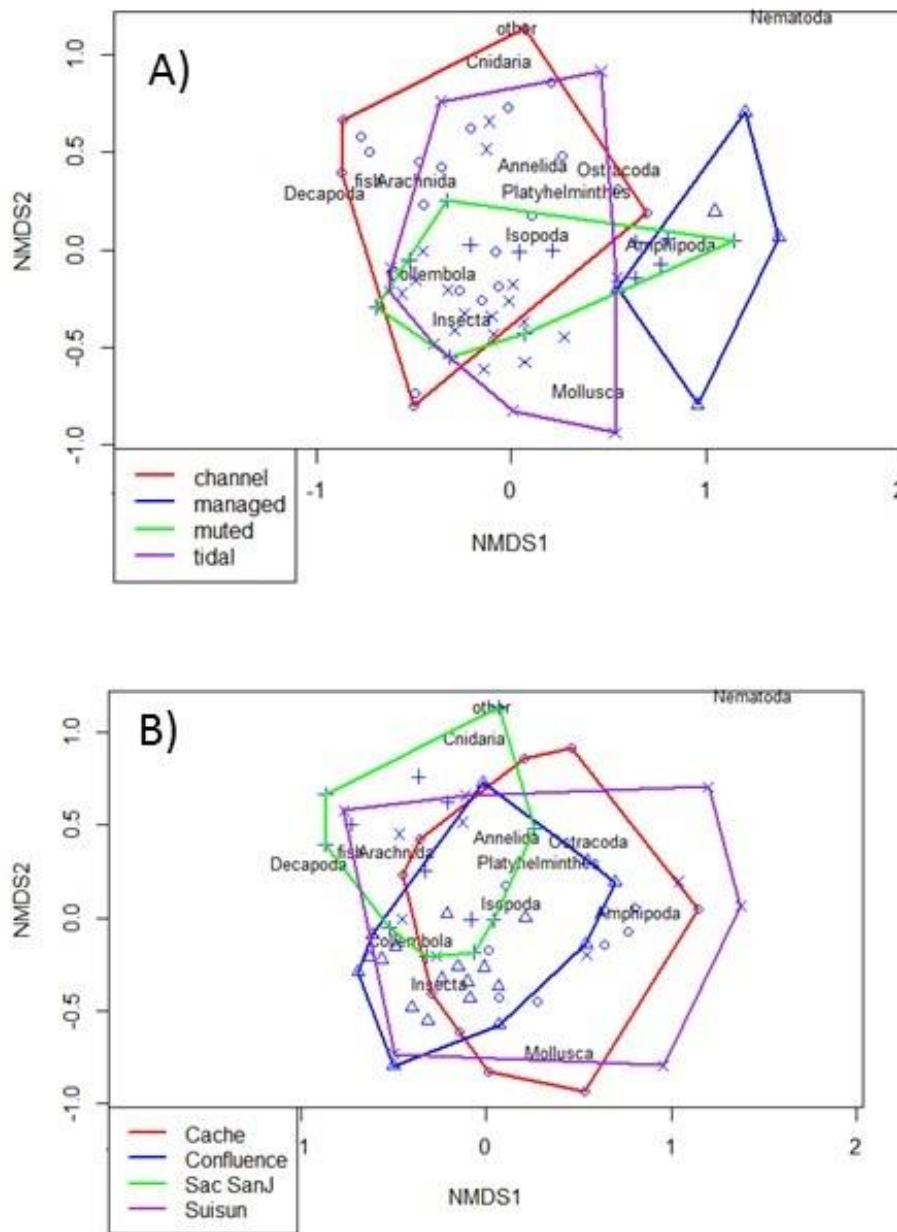 Nematoda
other
1.0
A)
Cnidaria
0.5
Annelida
Ostracoda
fish
Arachnida
Decapoda
Platyhelminthes
NMDS2
Isopoda
0.0
Amphipoda
Collembola
Insecta
-0.5
Mollusca
-1.0
channel
managed
muted
tidal
-1
0
1
2
NMDS1
Nematoda
other
1.0
B)
Cnidaria
0.5
Annelida
Ostracoda
fish
Arachnida
Decapoda
Platyhelminthes
NMDS2
Isopoda
0.0
Amphipoda
Collembola
Insecta
-0.5
Mollusca
-1.0
Cache
Confluence
Sac SanJ
Suisun
1
0
1
2
NMDS1